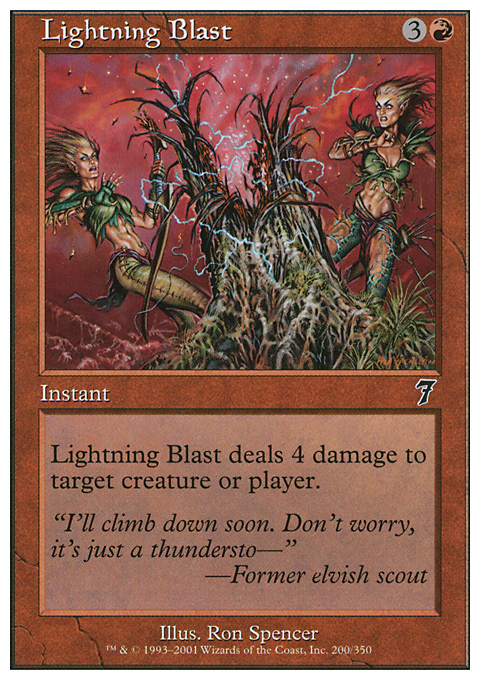 Lightning Blast 3
Instant 7
Lightning Blast deals 4 damage to
target creature or player.
“I’ll climb down soon. Don’t worry,
it’s just a thundersto—”
—Former elvish scout
Illus. Ron Spencer
™ & © 1993–2001 Wizards of the Coast, Inc. 200/350